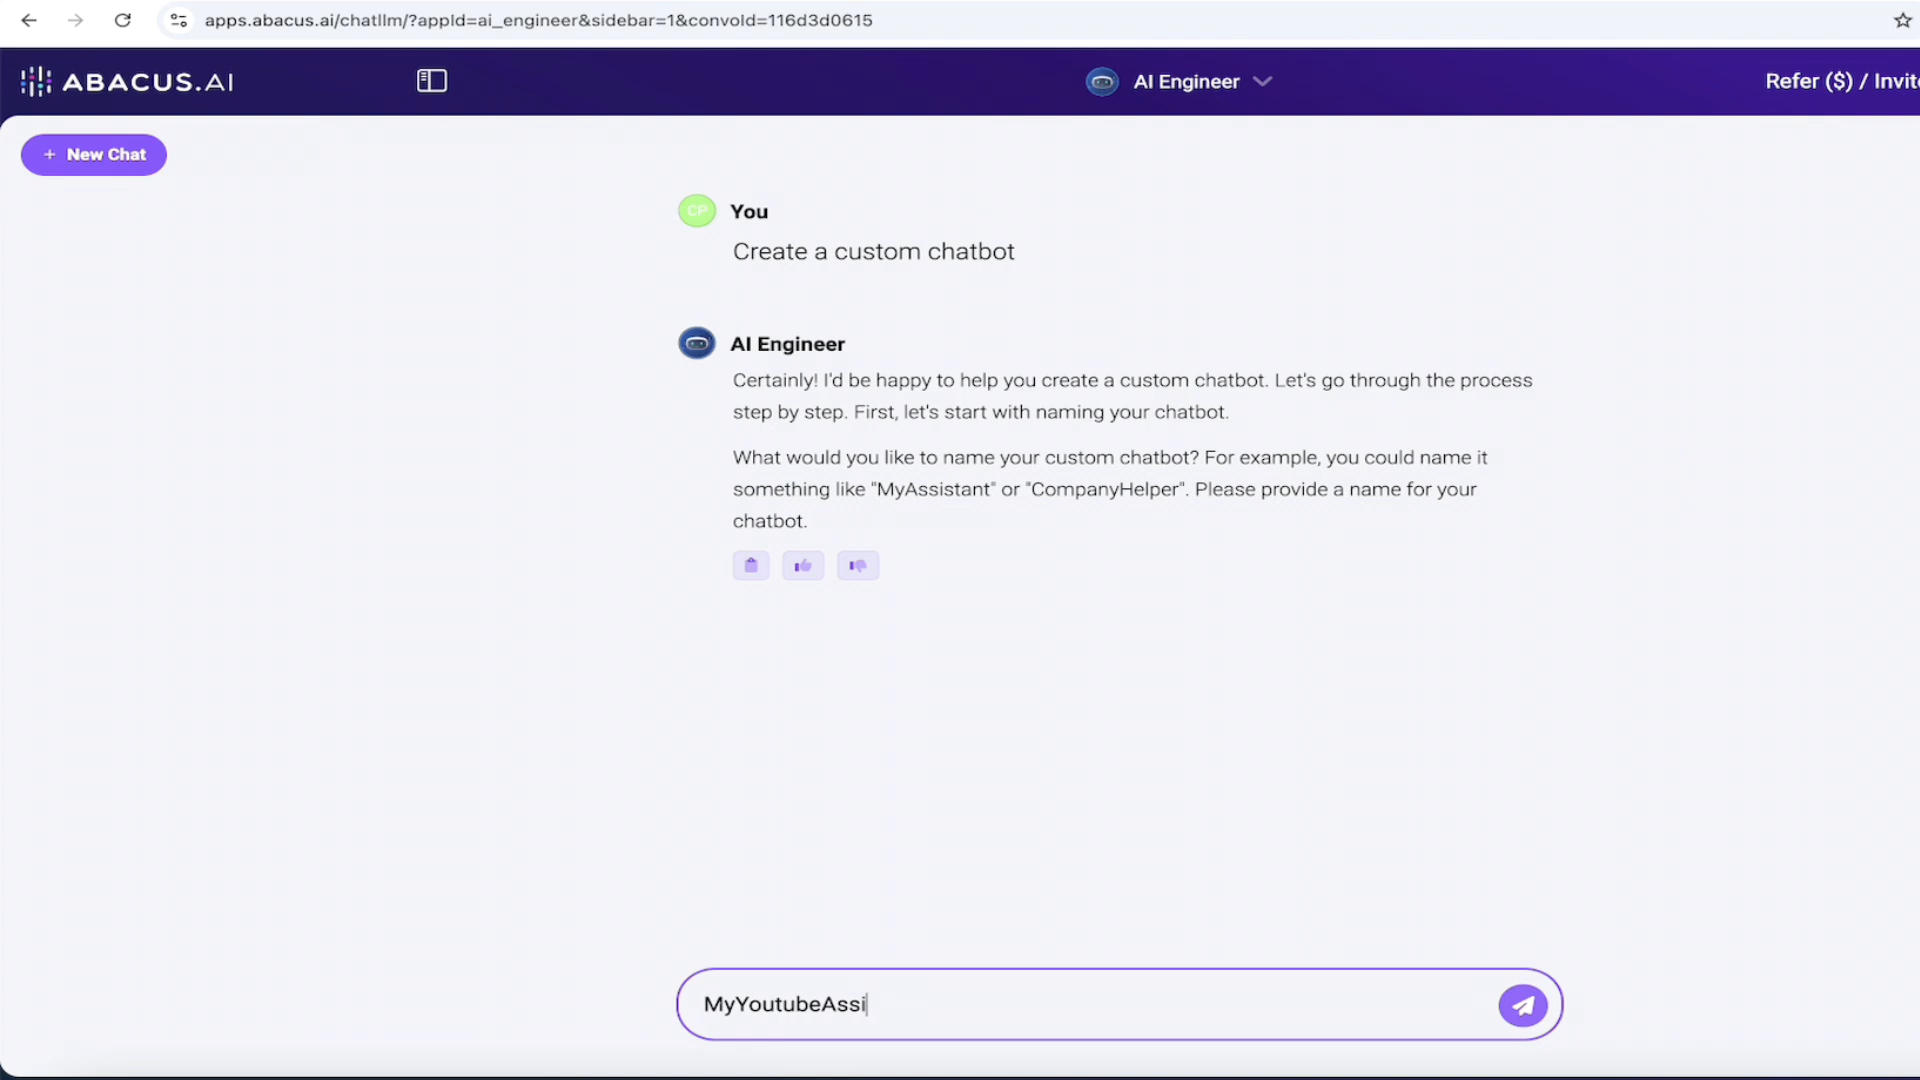 apps.abacus.ai/chatllm/?appId=ai_engineer&sidebar=1&convoId=116d3d0615
ABACUS.AI
AI Engineer
Refer ($) / Invite
+ New Chat
CP
You
Create a custom chatbot
AI Engineer
Certainly! I'd be happy to help you create a custom chatbot. Let's go through the process
step by step. First, let's start with naming your chatbot.
What would you like to name your custom chatbot? For example, you could name it
something like "MyAssistant" or "CompanyHelper". Please provide a name for your
chatbot.
MyYoutubeAssi